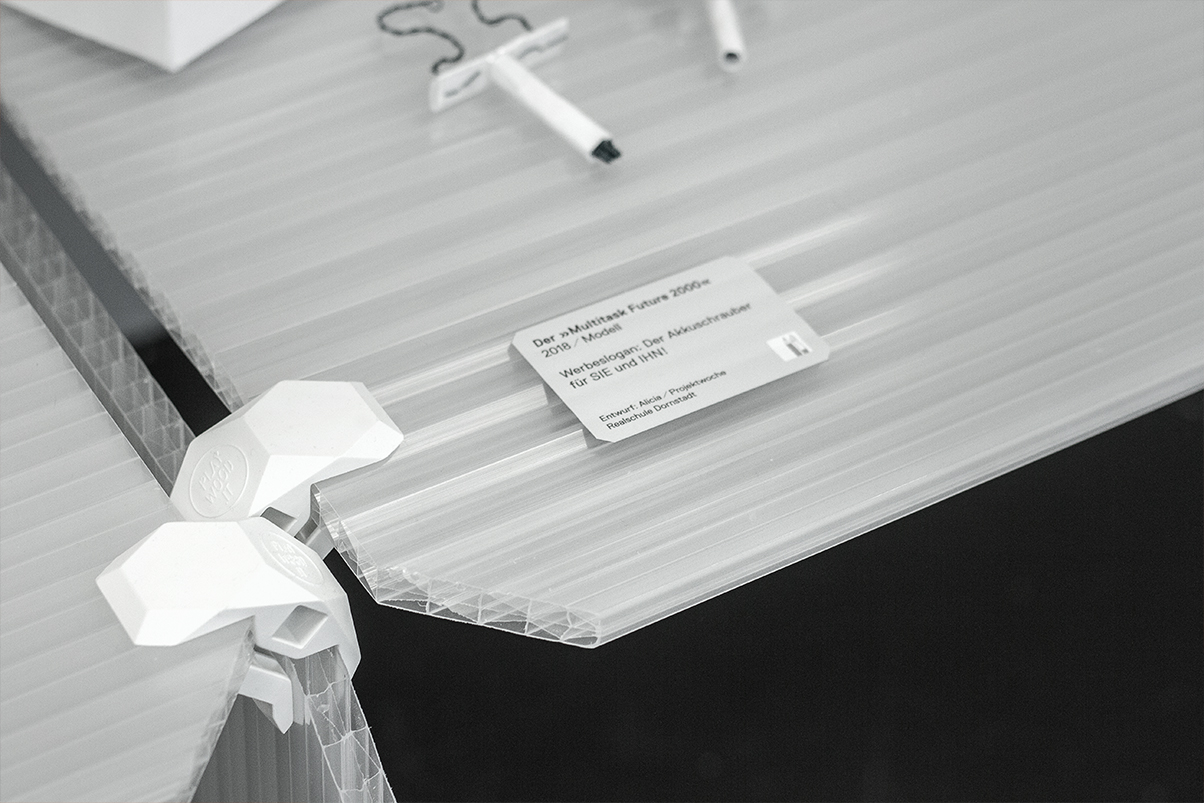 Der »Multitask Future 2000«
2018 / Modell
Werbeslogan: Der Akkuschrauber
für SIE und IHN!
Entwurf: Alicia / Projektwoche
Realschule Dornstadt